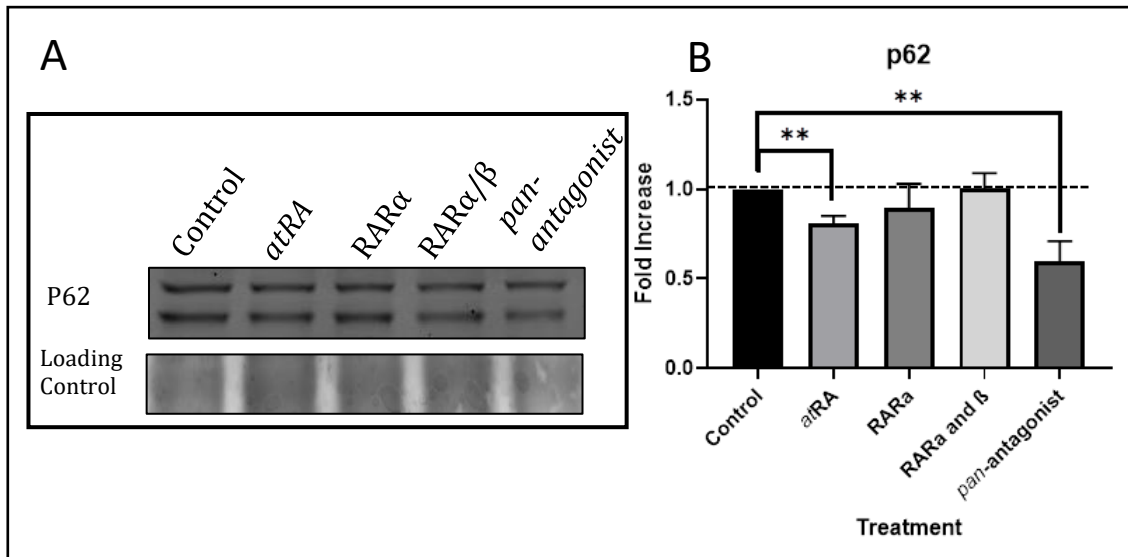 A
Control
atRA
RARα
RARα/β
pan-
antagonist
P62
Loading
Control
B
p62
**
**
Fold Increase
1.5
1.0
0.5
0.0
Control
atRA
RARa
RARa and ß
pan-antagonist
Treatment